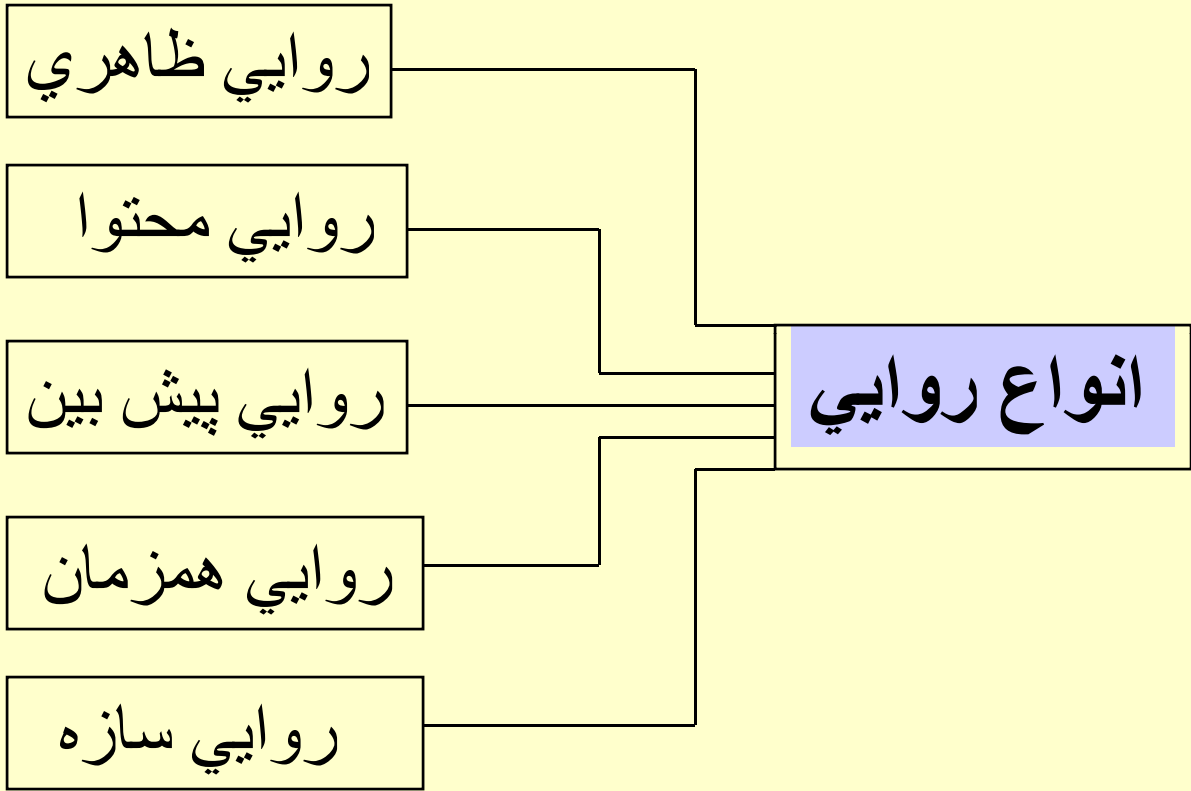 انواع روايي
روايي ظاهري
روايي محتوا
روايي پيش بين
روايي همزمان
روايي سازه